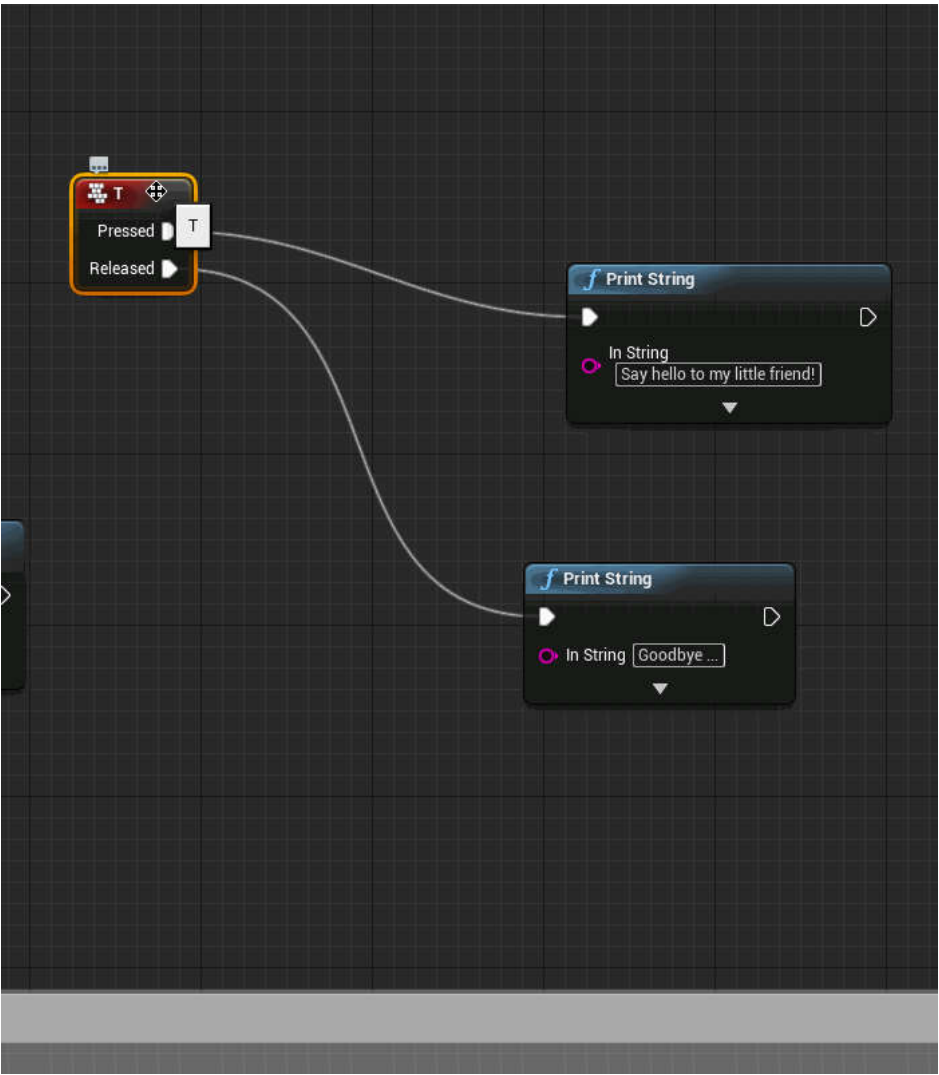 T
Pressed
T
Released
Print String
In String
Say hello to my little friend!
Print String
In String Goodbye ...